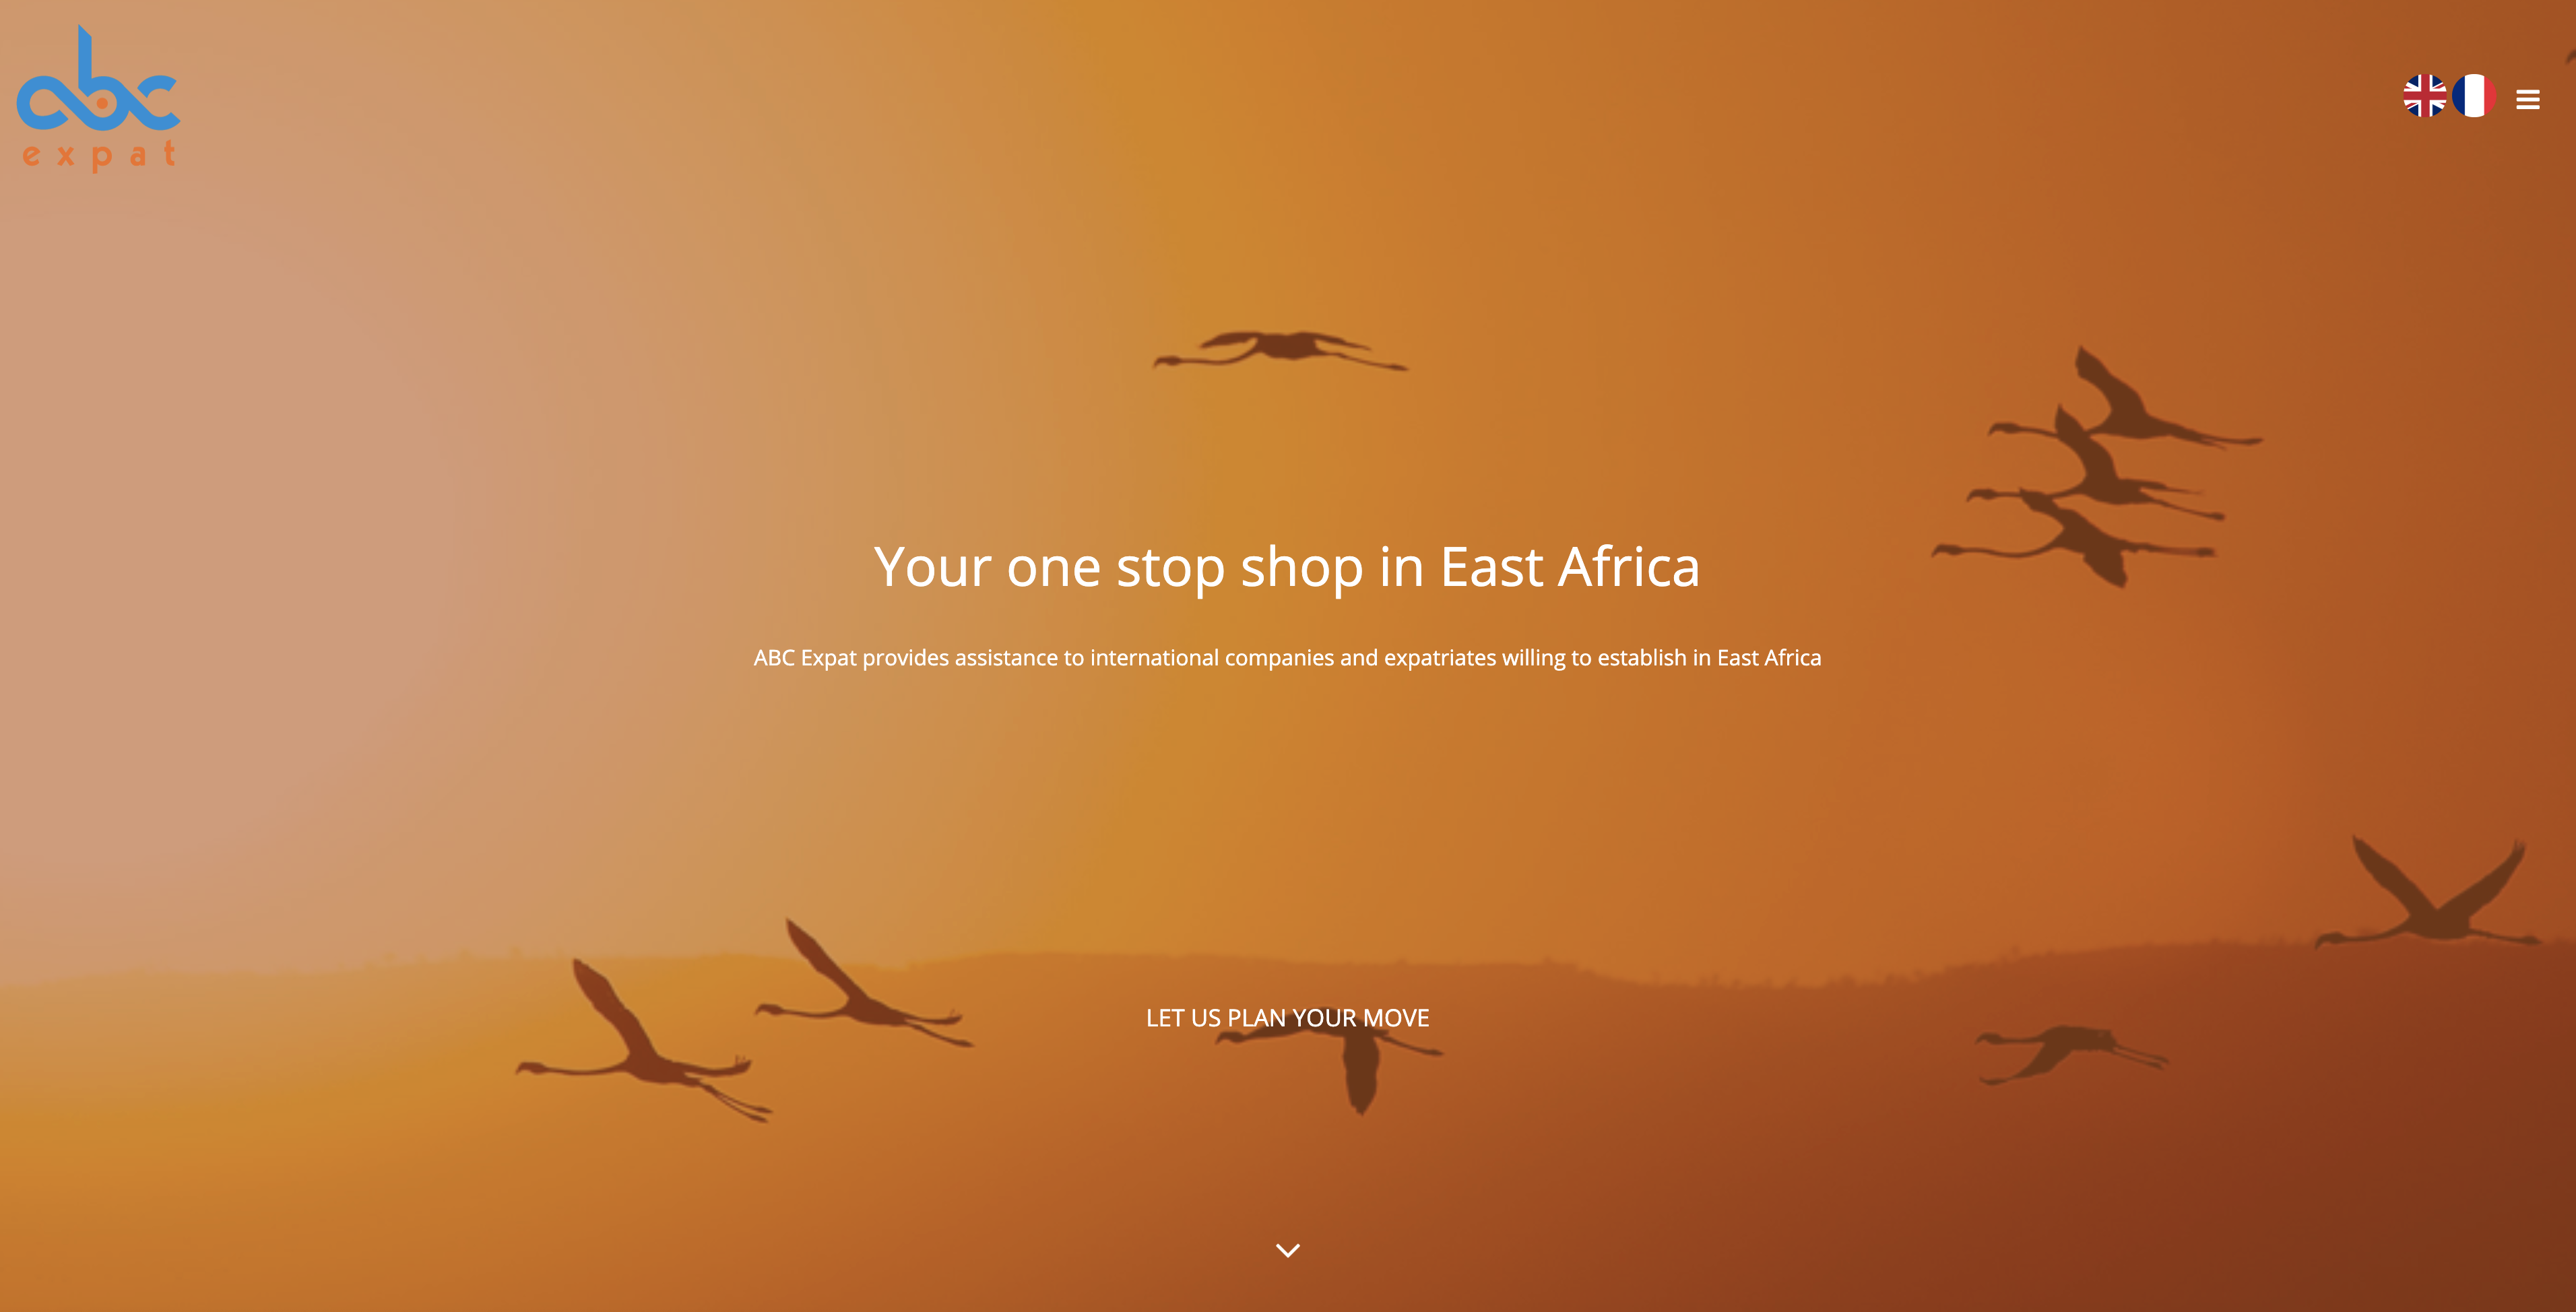 abc
expat
Your one stop shop in East Africa
ABC Expat provides assistance to international companies and expatriates willing to establish in East Africa
LET US PLAN YOUR MOVE